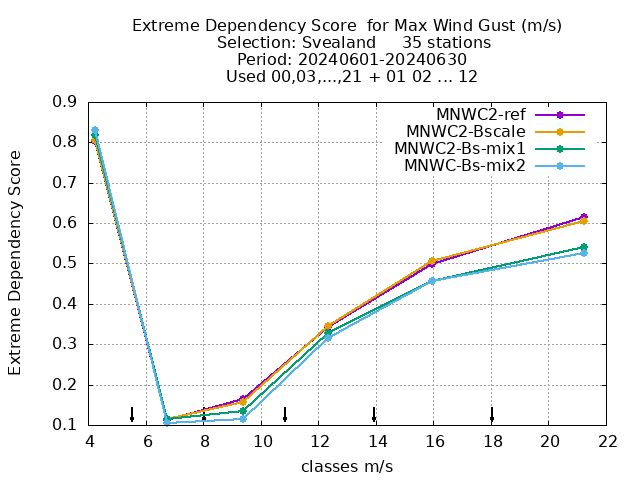 Extreme Dependency Score  for Max Wind Gust (m/s)
Selection: Svealand     35 stations
Period: 20240601-20240630
Used 00,03,...,21 + 01 02 ... 12
MNWC2-ref
MNWC2-Bscale
MNWC2-Bs-mix1
MNWC-Bs-mix2
Extreme Dependency Score
0.9
0.8
0.7
0.6
0.5
0.4
0.3
0.2
0.1
4 6 8 10 12 14 16 18 20 22
classes m/s